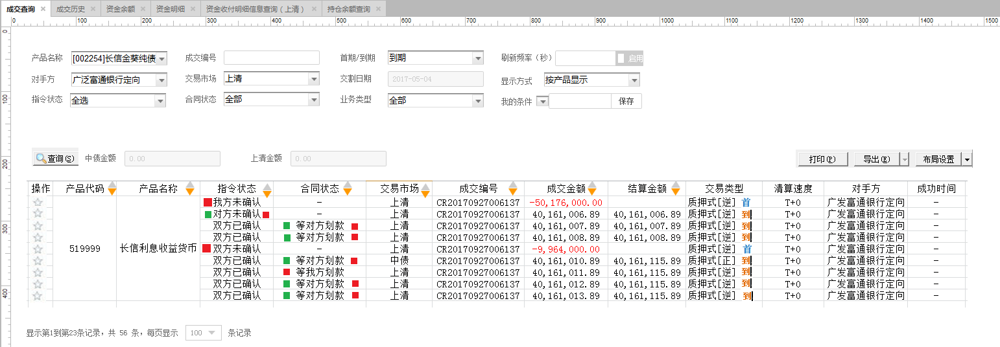 成交查询 成交历史 资金余额 资金明细 资金收付明细信息查询（上清） 持仓余额查询
0 100 200 300 400 500 600 700 800 900 1000 1100 1200 1300 1400 1500
0
100
200
300
400
产品名称 [002254]长信金葵纯债 成交编号 首期/到期 到期 刷新频率（秒） 启用
对手方 广泛富通银行定向 交易市场 上清 交割日期 2017-05-04 显示方式 按产品显示
指令状态 全选 合同状态 全部 业务类型 全部 我的条件 保存
查询(S) 中债金额 0.00 上清金额 0.00 打印(P) 导出(E) 布局设置
操作 产品代码 产品名称 指令状态 合同状态 交易市场 成交编号 成交金额 结算金额 交易类型 清算速度 对手方 成功时间
我方未确认 - 上清 CR20170927006137 -50,176,000.00 质押式[逆] 首 T+0 广发富通银行定向 -
对方未确认 - 上清 CR20170927006137 40,161,006.89 40,161,006.89 质押式[逆] 到 T+0 广发富通银行定向 -
双方已确认 等对方划款 上清 CR20170927006137 40,161,007.89 40,161,007.89 质押式[逆] 到 T+0 广发富通银行定向 -
双方已确认 等对方划款 上清 CR20170927006137 40,161,008.89 40,161,008.89 质押式[逆] 到 T+0 广发富通银行定向 -
519999 长信利息收益货币 双方未确认 - 上清 CR20170927006137 -9,964,000.00 质押式[逆] 首 T+0 广发富通银行定向 -
双方已确认 等对方划款 中债 CR20170927006137 40,161,010.89 40,161,115.89 质押式[正] 到 T+0 广发富通银行定向 -
双方已确认 等我方划款 上清 CR20170927006137 40,161,011.89 40,161,115.89 质押式[逆] 到 T+0 广发富通银行定向 -
双方已确认 等对方划款 上清 CR20170927006137 40,161,012.89 40,161,115.89 质押式[逆] 到 T+0 广发富通银行定向 -
双方已确认 等对方划款 上清 CR20170927006137 40,161,013.89 40,161,115.89 质押式[逆] 到 T+0 广发富通银行定向 -
显示第1到第23条记录，共 56 条，每页显示 100 条记录